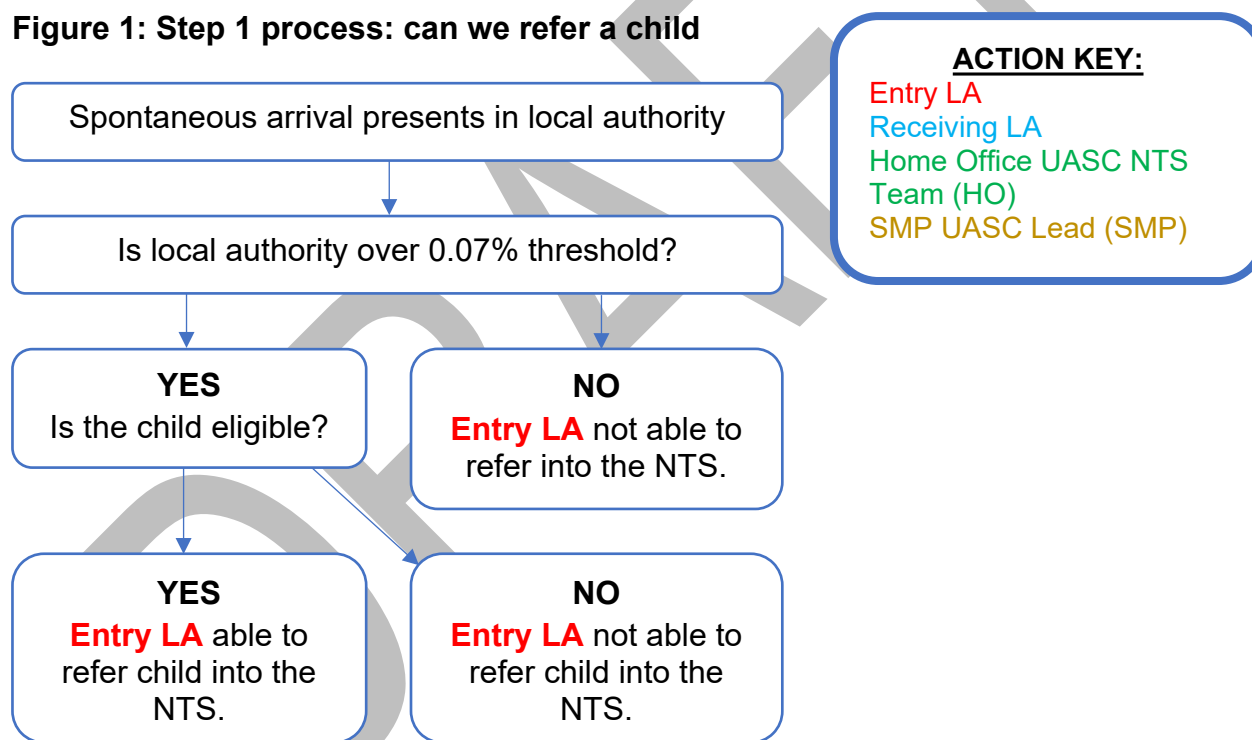 Figure 1: Step 1 process: can we refer a child
ACTION KEY:
Entry LA
Receiving LA
Home Office UASC NTS
Team (HO)
SMP UASC Lead (SMP)
Spontaneous arrival presents in local authority
Is local authority over 0.07% threshold?
YES
Is the child eligible?
NO
Entry LA not able to
refer into the NTS.
YES
Entry LA able to
refer child into the
NTS.
NO
Entry LA not able to
refer child into the
NTS.